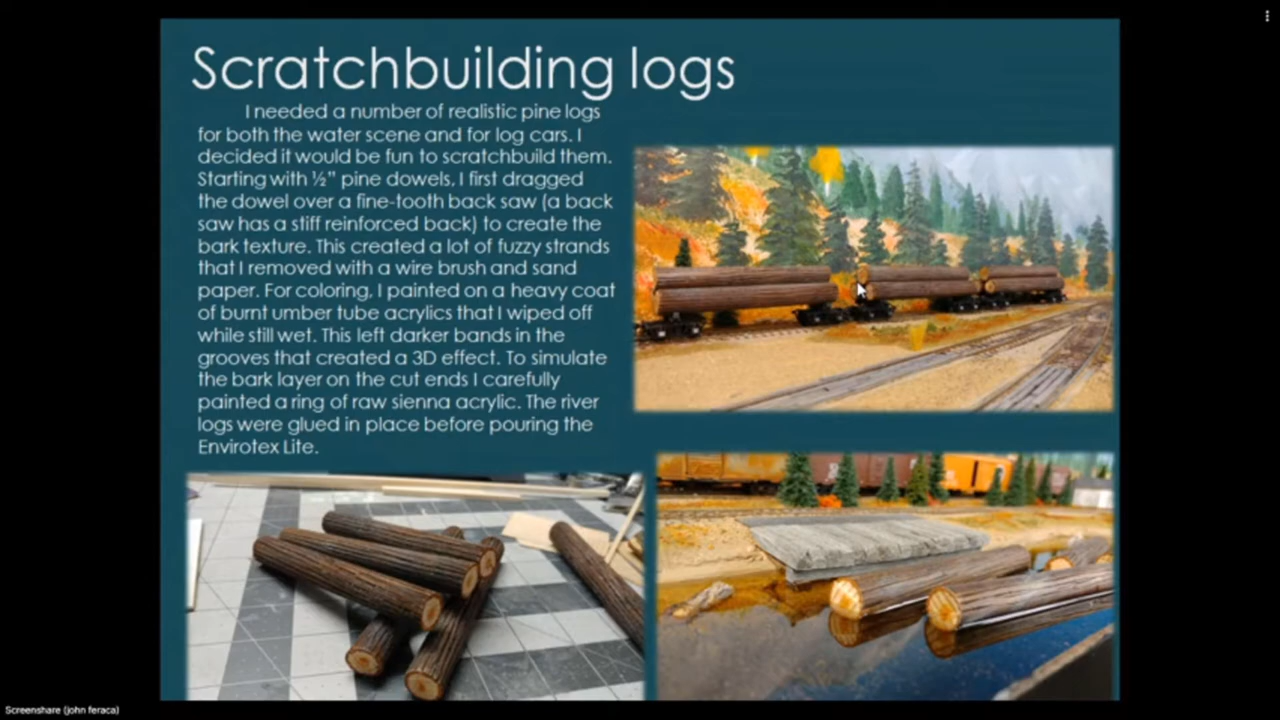 Scratchbuilding logs
I needed a number of realistic pine logs
for both the water scene and for log cars. I
decided it would be fun to scratchbuild them.
Starting with ½" pine dowels, I first dragged
the dowel over a fine-tooth back saw (a back
saw has a stiff reinforced back) to create the
bark texture. This created a lot of fuzzy strands
that I removed with a wire brush and sand
paper. For coloring, I painted on a heavy coat
of burnt umber tube acrylics that I wiped off
while still wet. This left darker bands in the
grooves that created a 3D effect. To simulate
the bark layer on the cut ends I carefully
painted a ring of raw sienna acrylic. The river
logs were glued in place before pouring the
Envirotex Lite.
Screenshare (john feraca)